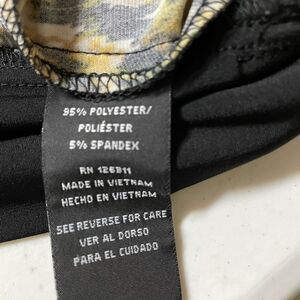 95% POLYESTER/
POLIÉSTER
5% SPANDEX
RN 126811
MADE IN VIETNAM
HECHO EN VIETNAM
SEE REVERSE FOR CARE
VER AL DORSO
PARA EL CUIDADO